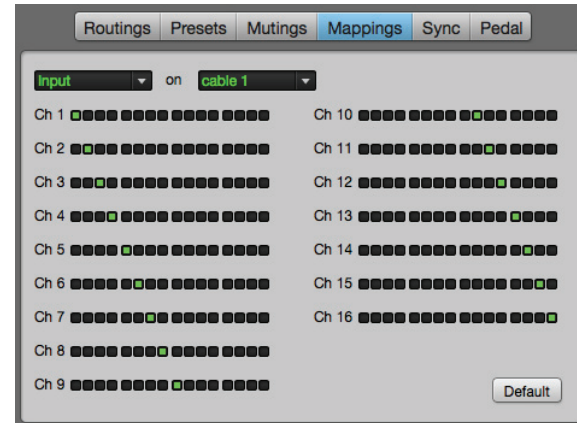 Routings Presets Mutings Mappings Sync Pedal
Input on cable 1
Ch 1 Ch 10
Ch 2 Ch 11
Ch 3 Ch 12
Ch 4 Ch 13
Ch 5 Ch 14
Ch 6 Ch 15
Ch 7 Ch 16
Ch 8
Ch 9
Default